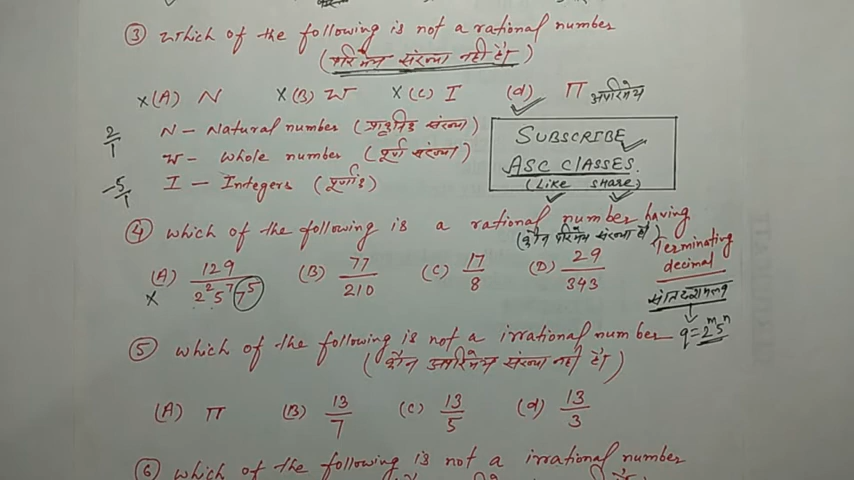 ③ Which of the following is not a rational number
(परिमेय संख्या नहीं है)
×(A) N ×(B) W ×(C) I (d) π अपरिमेय
2/1 N - Natural number (प्राकृतिक संख्या)
W - Whole number (पूर्ण संख्या)
-5/1 I - Integers (पूर्णांक)
SUBSCRIBE
ASC CLASSES.
(Like share)
④ Which of the following is a rational number having
(कौन परिमेय संख्या है)
Terminating
decimal
(A) 129/2²5⁷7⁵ (B) 77/210 (C) 17/8 (D) 29/343
×
q=2ᵐ5ⁿ
⑤ Which of the following is not a irrational number
(कौन अपरिमेय संख्या नहीं है)
(A) π (B) 13/7 (C) 13/5 (d) 13/3
⑥ Which of the following is not a irrational number